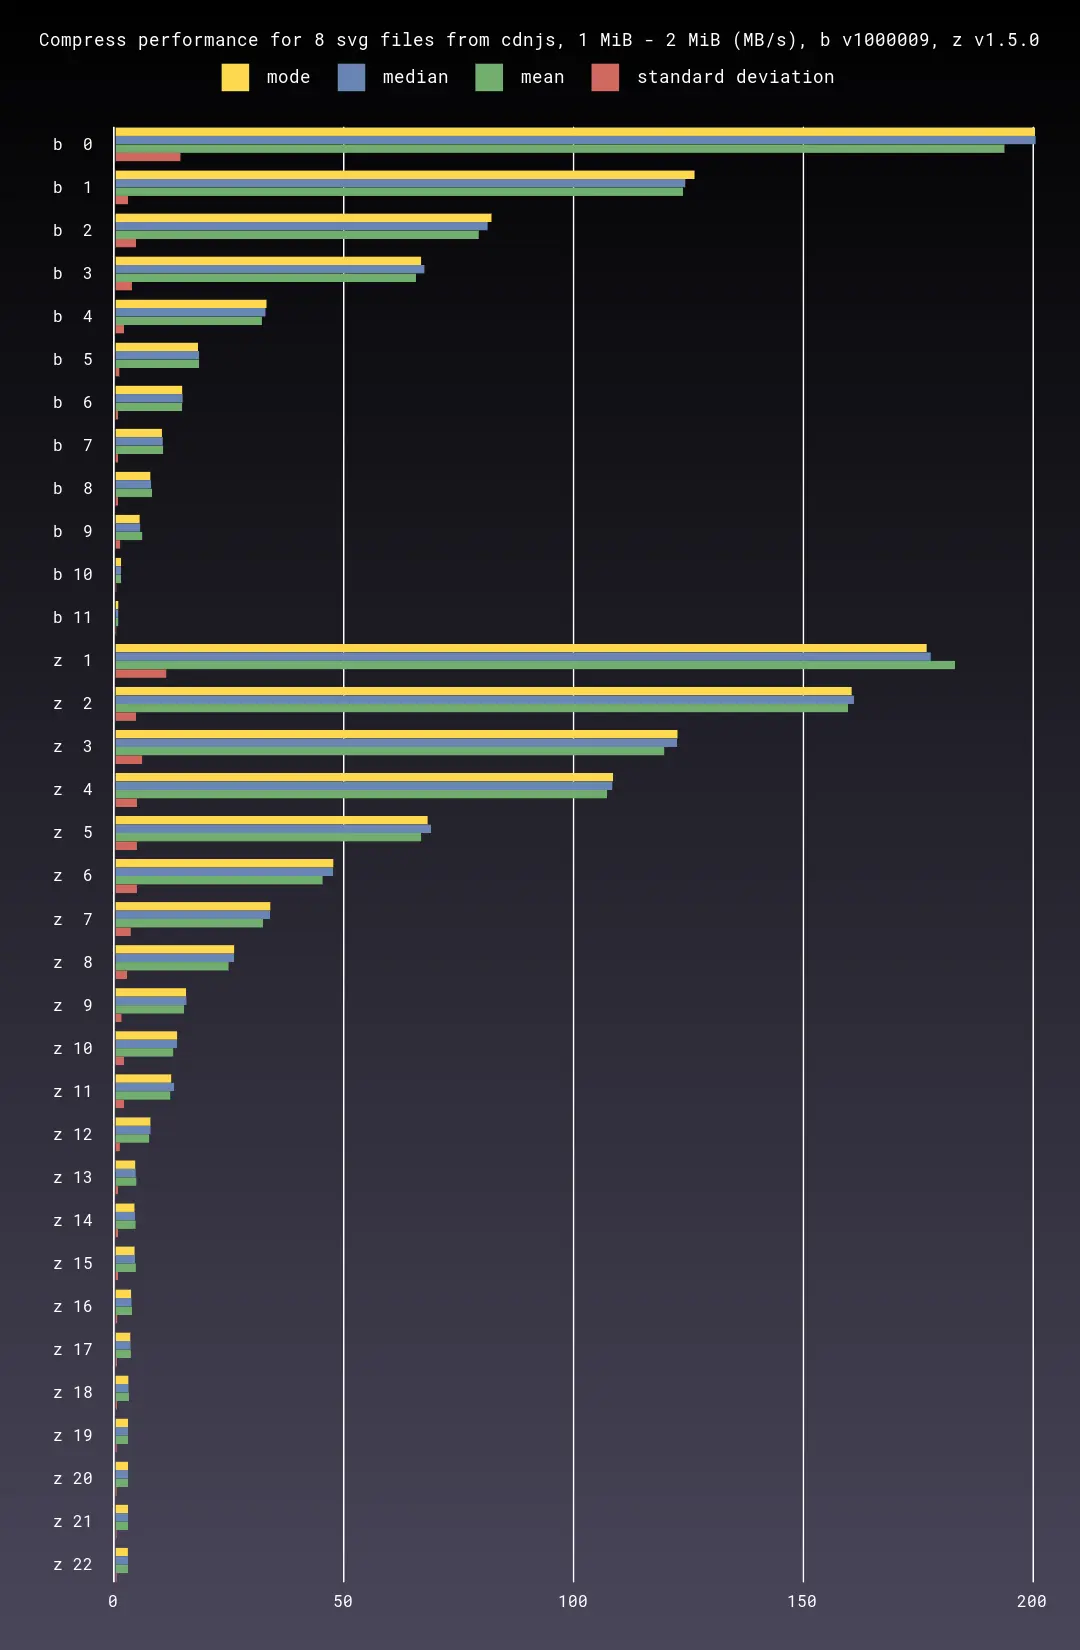 Compress performance for 8 svg files from cdnjs, 1 MiB - 2 MiB (MB/s), b v1000009, z v1.5.0
mode median mean standard deviation
b 0
b 1
b 2
b 3
b 4
b 5
b 6
b 7
b 8
b 9
b 10
b 11
z 1
z 2
z 3
z 4
z 5
z 6
z 7
z 8
z 9
z 10
z 11
z 12
z 13
z 14
z 15
z 16
z 17
z 18
z 19
z 20
z 21
z 22
0 50 100 150 200